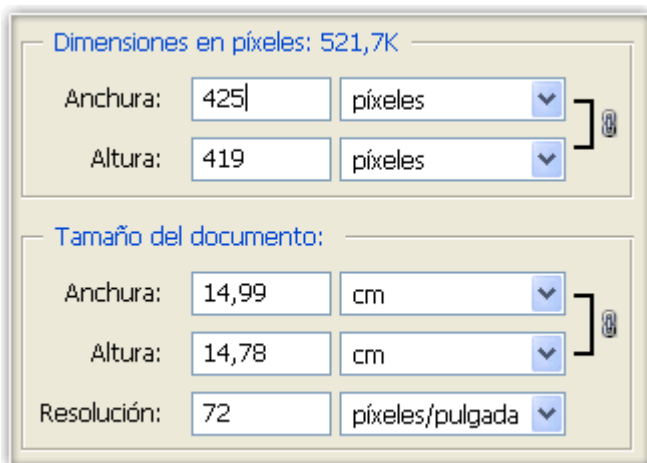 Dimensiones en píxeles: 521,7K
Anchura: 425 píxeles
Altura: 419 píxeles
Tamaño del documento:
Anchura: 14,99 cm
Altura: 14,78 cm
Resolución: 72 píxeles/pulgada